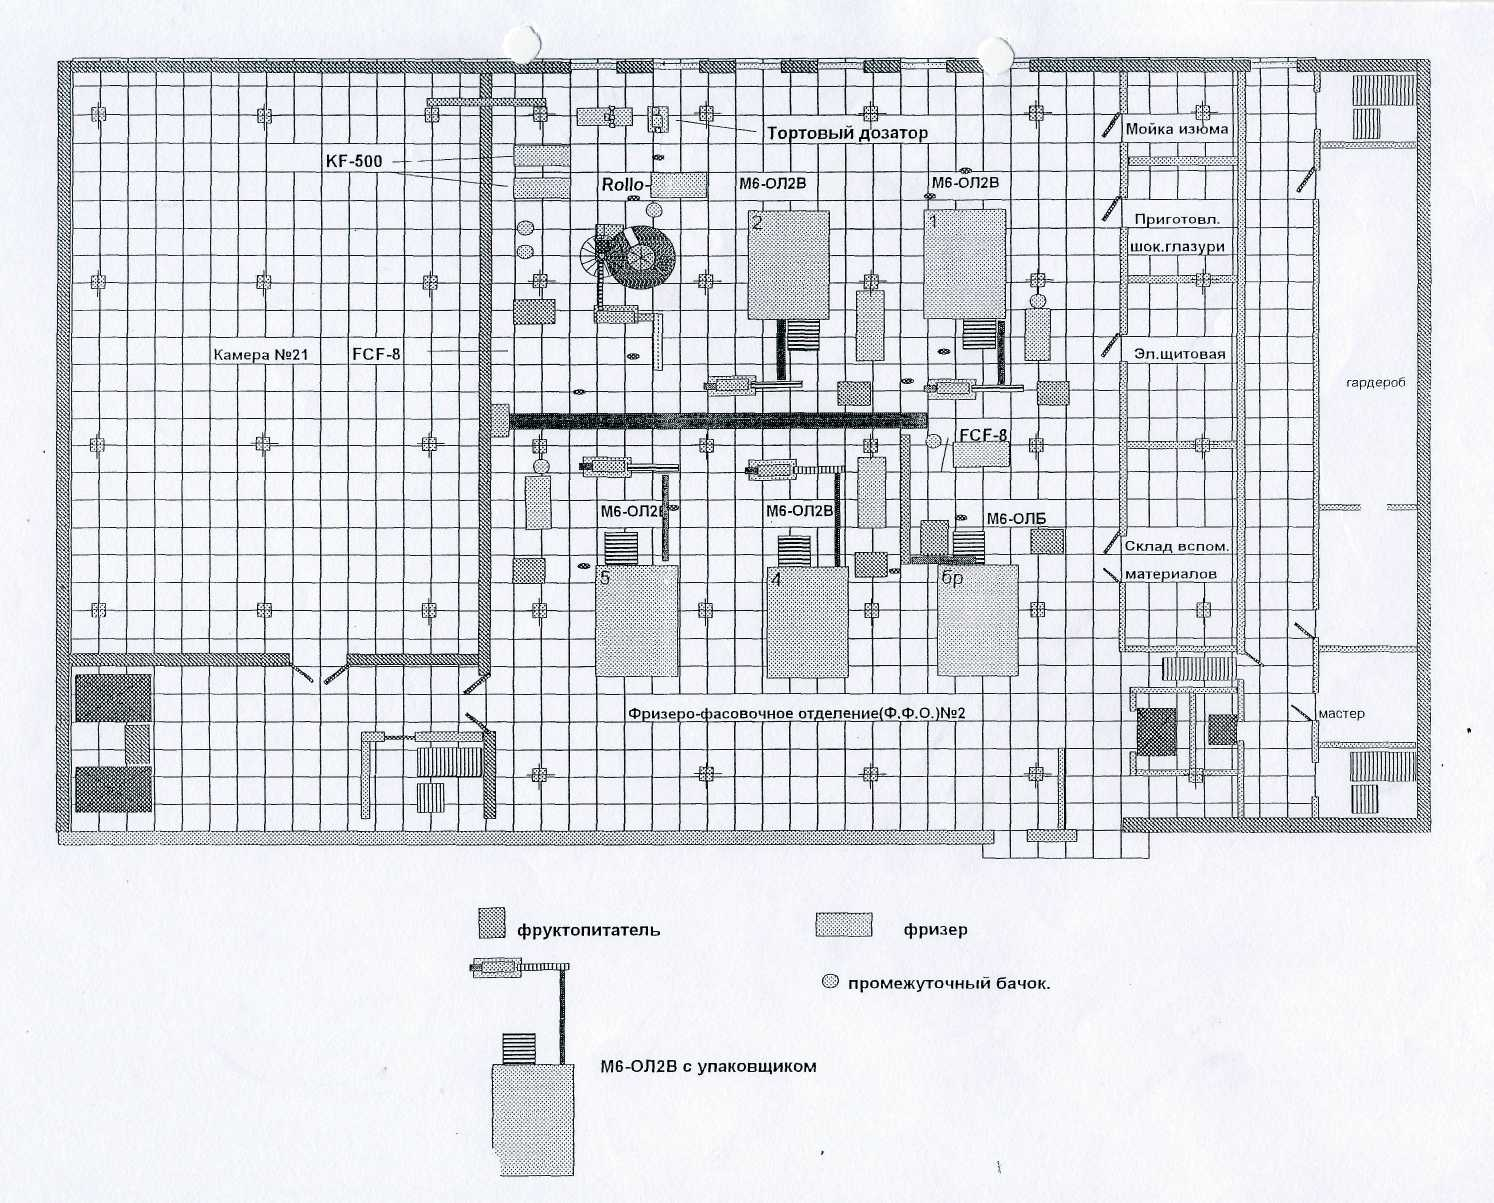 Тортовый дозатор
Мойка изюма
KF-500
Rollo-
М6-ОЛ2В
М6-ОЛ2В
2
1
Приготовл.
шок.глазури
Камера №21
FCF-8
Эл.щитовая
гардероб
FCF-8
М6-ОЛ2В
М6-ОЛ2В
М6-ОЛБ
Склад вспом.
материалов
5
4
бр
Фризеро-фасовочное отделение(Ф.Ф.О.)№2
мастер
фруктопитатель
фризер
промежуточный бачок.
М6-ОЛ2В с упаковщиком